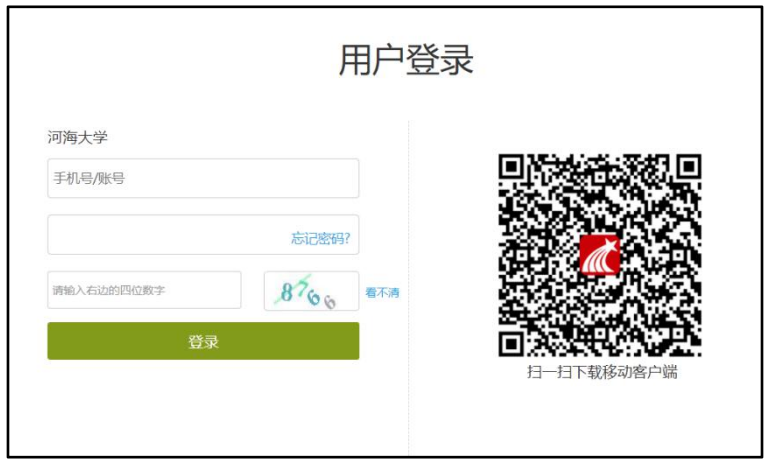 用户登录
河海大学
手机号/账号
忘记密码?
请输入右边的四位数字
8766
看不清
登录
扫一扫下载移动客户端